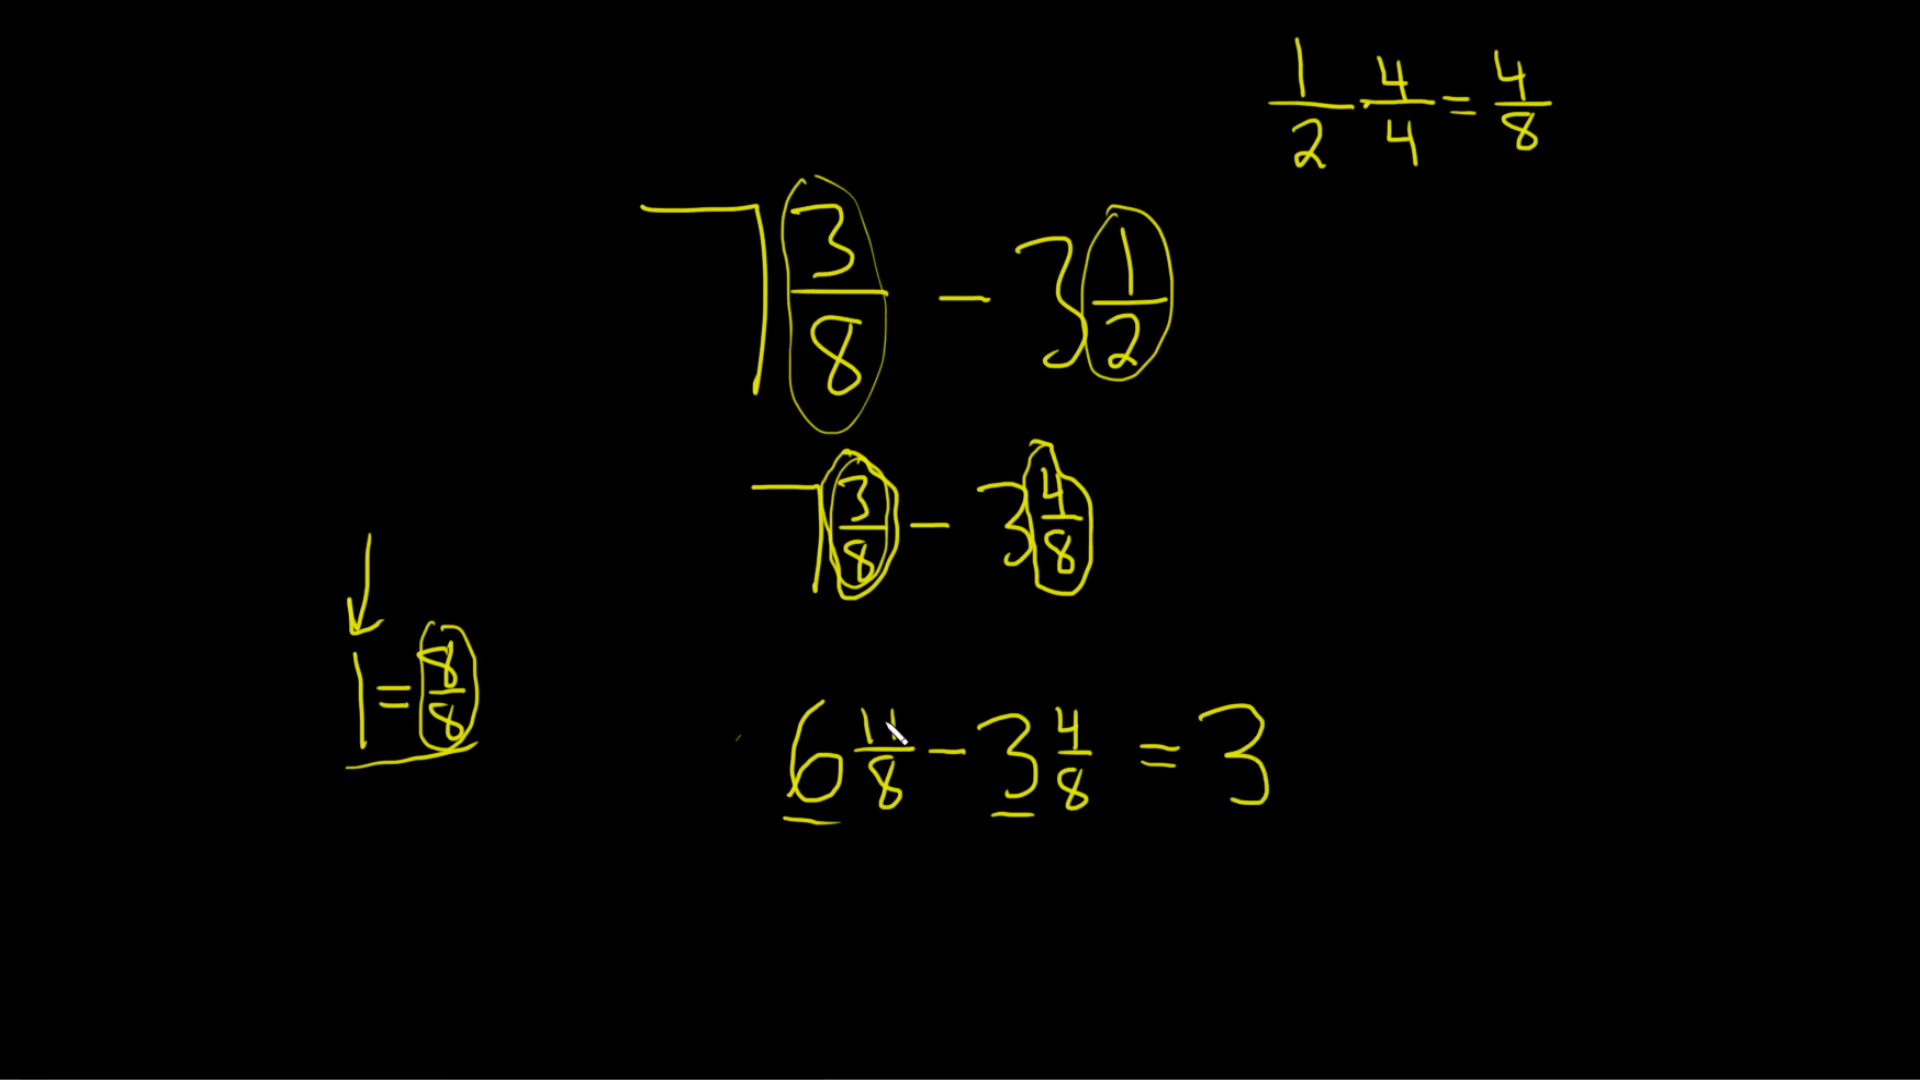 1/2 4/4 = 4/8
7 3/8 - 3 1/2
7 3/8 - 3 4/8
1 = 8/8
6 11/8 - 3 4/8 = 3